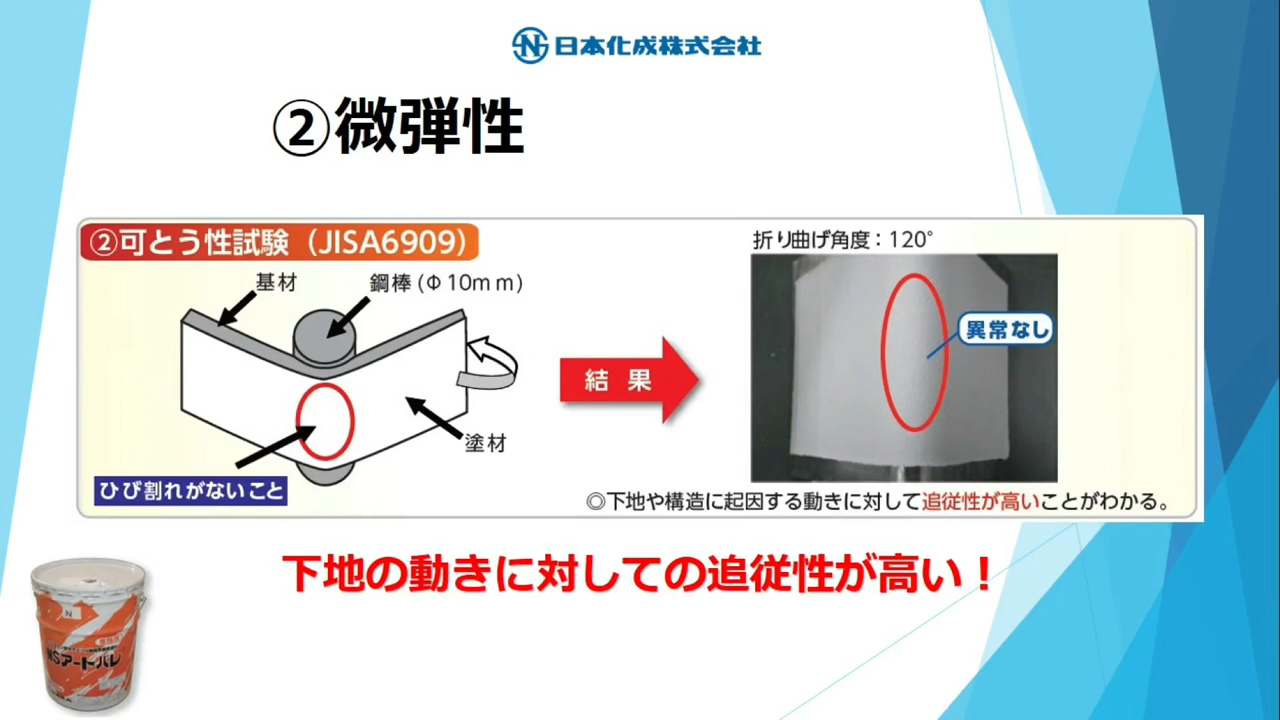 日本化成株式会社
②微弾性
②可とう性試験（JISA6909）
折り曲げ角度：120°
基材
鋼棒(Φ10mm)
異常なし
結果
塗材
ひび割れがないこと
◎下地や構造に起因する動きに対して追従性が高いことがわかる。
下地の動きに対しての追従性が高い！
N
NSアートバレ